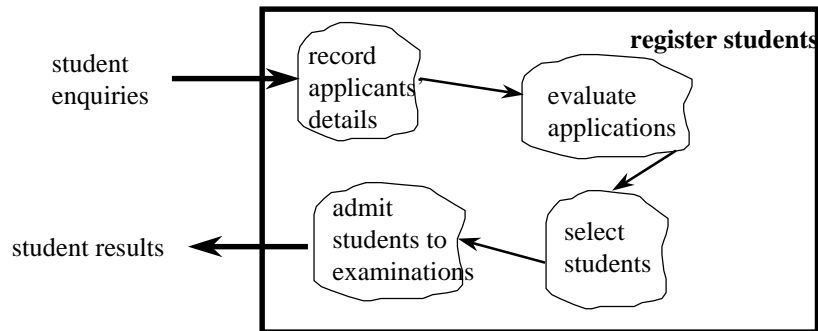 register students
student
enquiries
record
applicants'
details
evaluate
applications
select
students
admit
students to
examinations
student results